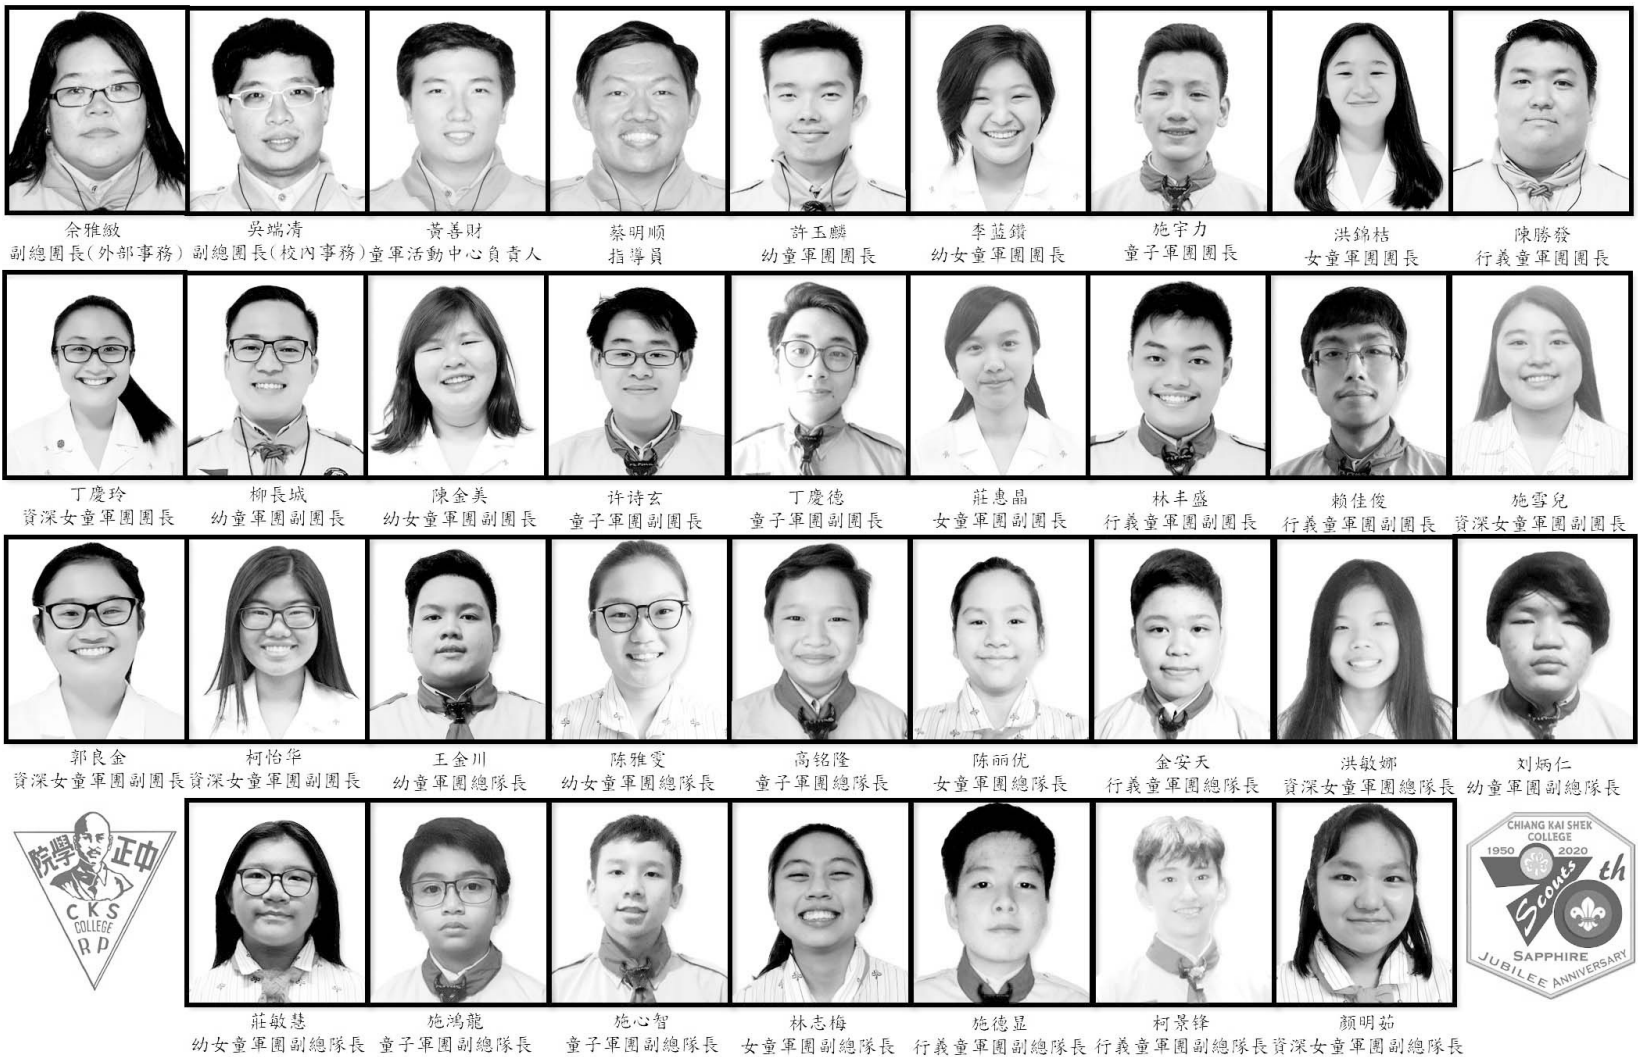 余雅緻
副總團長(外部事務)
吳端清
副總團長(校內事務)
黃善財
童軍活動中心負責人
蔡明順
指導員
許玉麟
幼童軍團團長
李蓝鑽
幼女童軍團團長
施宇力
童子軍團團長
洪錦桔
女童軍團團長
陳勝發
行義童軍團團長
丁慶玲
資深女童軍團團長
柳長城
幼童軍團副團長
陳金美
幼女童軍團副團長
许诗玄
童子軍團副團長
丁慶德
童子軍團副團長
莊惠晶
女童軍團副團長
林丰盛
行義童軍團副團長
賴佳俊
行義童軍團副團長
施雪兒
資深女童軍團副團長
郭良金
資深女童軍團副團長
柯怡华
資深女童軍團副團長
王金川
幼童軍團總隊長
陈雅雯
幼女童軍團總隊長
高铭隆
童子軍團總隊長
陈丽优
女童軍團總隊長
金安天
行義童軍團總隊長
洪敏娜
資深女童軍團總隊長
刘炳仁
幼童軍團副總隊長
院學 正中
CKS
COLLEGE
RP
莊敏慧
幼女童軍團副總隊長
施鴻龍
童子軍團副總隊長
施心智
童子軍團副總隊長
林志梅
女童軍團副總隊長
施德显
行義童軍團副總隊長
柯景锋
行義童軍團副總隊長
颜明茹
資深女童軍團副總隊長
CHIANG KAI SHEK
COLLEGE
1950 2020
70th
Scouts
SAPPHIRE
JUBILEE ANNIVERSARY